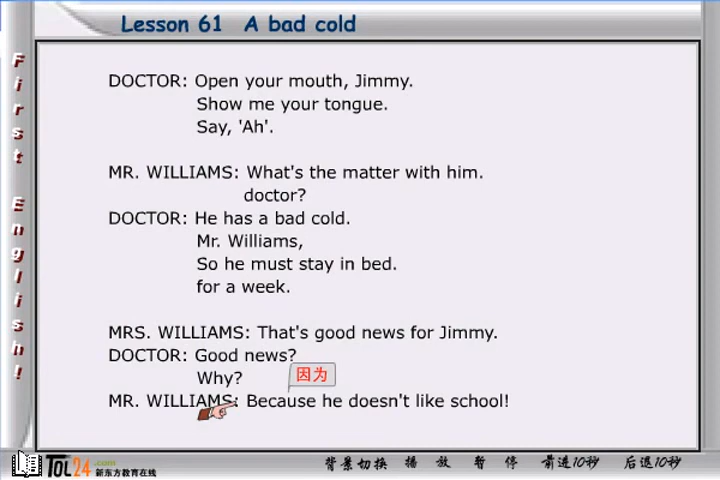 Lesson 61 A bad cold
First English!
DOCTOR: Open your mouth, Jimmy.
Show me your tongue.
Say, 'Ah'.
MR. WILLIAMS: What's the matter with him.
doctor?
DOCTOR: He has a bad cold.
Mr. Williams,
So he must stay in bed.
for a week.
MRS. WILLIAMS: That's good news for Jimmy.
DOCTOR: Good news?
Why?
因为
MR. WILLIAMS: Because he doesn't like school!
TOL24.com
新东方教育在线
背景切换 播放 暂停 前进10秒 后退10秒